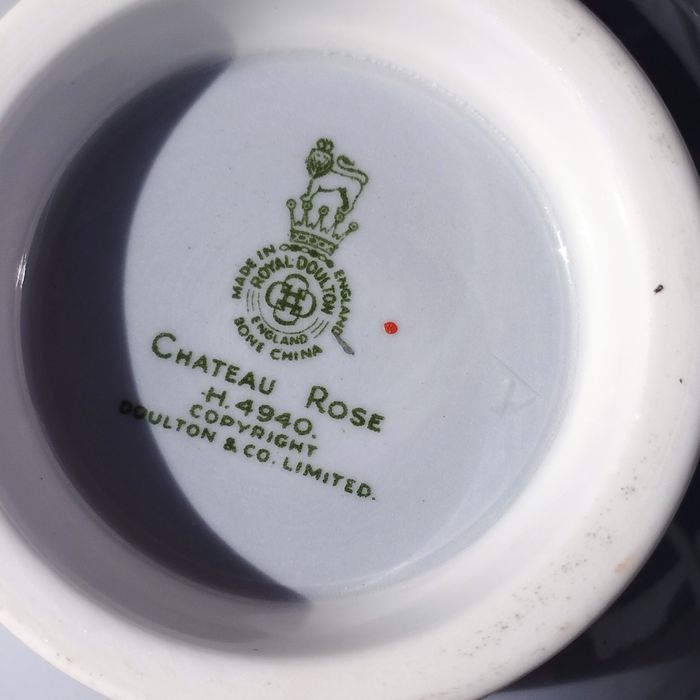 MADE IN ENGLAND
ROYAL·DOULTON
ENGLAND
BONE CHINA
CHATEAU ROSE
H.4940.
COPYRIGHT
DOULTON & CO. LIMITED.